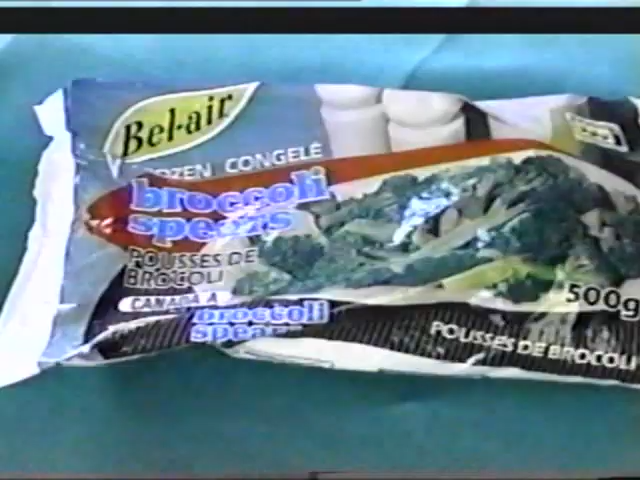 Bel-air
FROZEN CONGELÉ
broccoli
spears
POUSSES DE
BROCOLI
CANADA A
broccoli
spears
500g
POUSSES DE BROCOLI